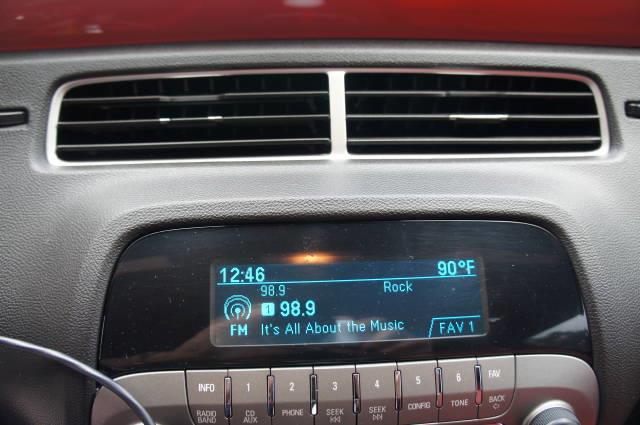 12:46 90°F
98.9 Rock
1 98.9
FM It's All About the Music FAV 1
INFO 1 2 3 4 5 6 FAV
RADIO BAND CD AUX PHONE SEEK SEEK CONFIG TONE BACK